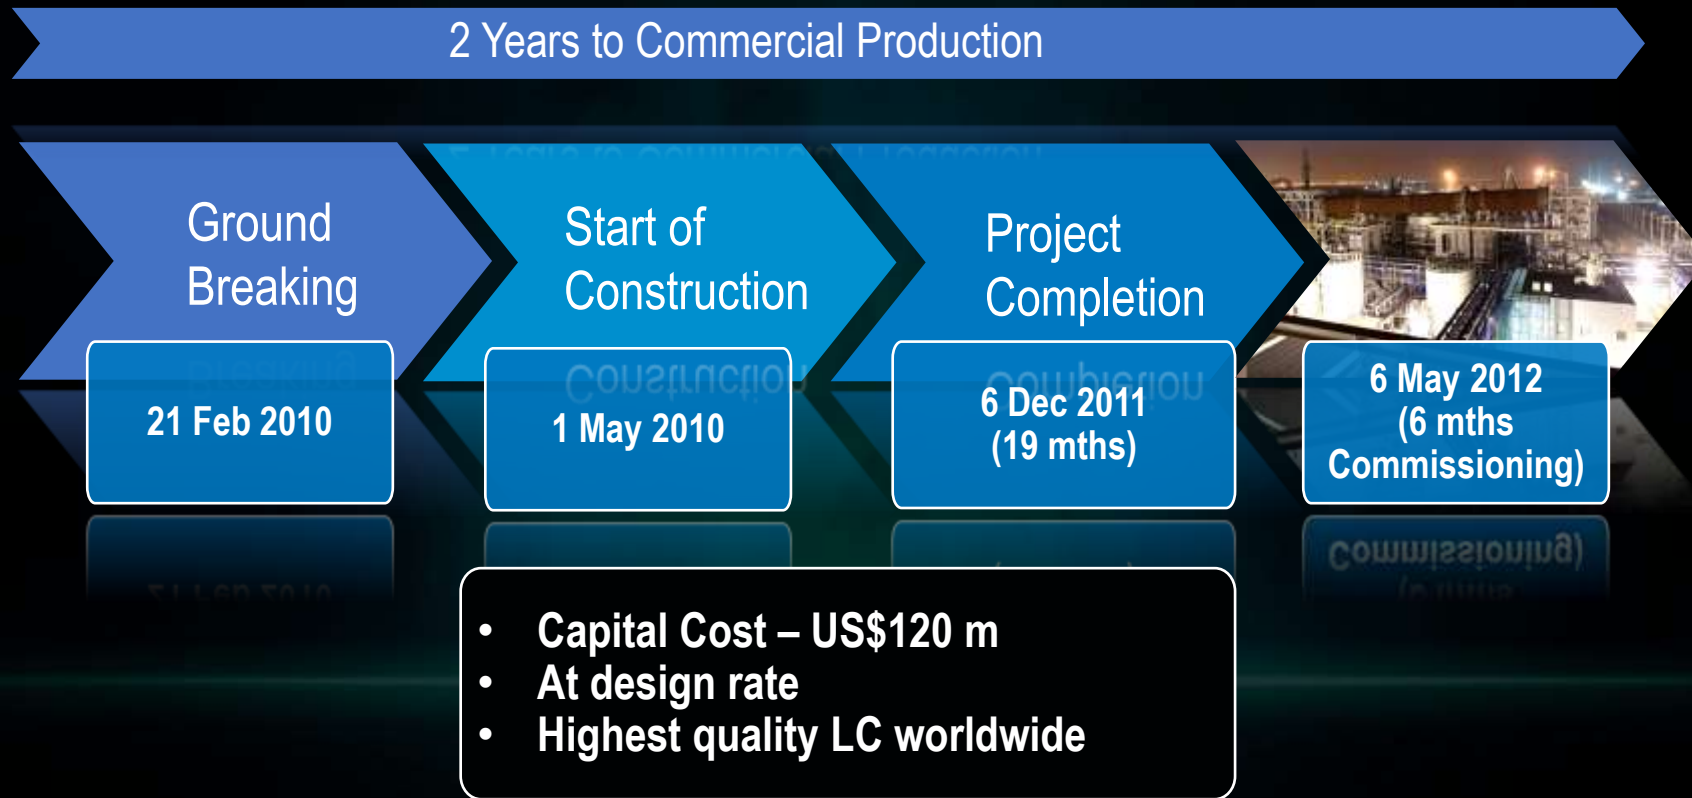 2 Years to Commercial Production
Ground
Breaking
Start of
Construction
Project
Completion
21 Feb 2010
1 May 2010
6 Dec 2011
(19 mths)
6 May 2012
(6 mths
Commissioning)
• Capital Cost – US$120 m
• At design rate
• Highest quality LC worldwide